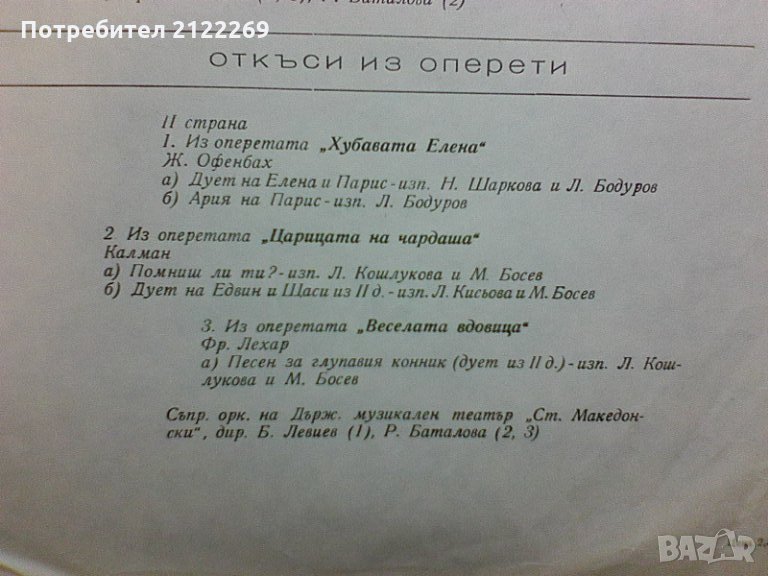 Р. Баталова (2)
Потребител 2122269
ОТКЪСИ ИЗ ОПЕРЕТИ
II страна
1. Из оперетата „Хубавата Елена“
Ж. Офенбах
а) Дует на Елена и Парис - изп. Н. Шаркова и Л. Бодуров
б) Ария на Парис - изп. Л. Бодуров
2 Из оперетата „Царицата на чардаша“
Калман
а) Помниш ли ти? - изп. Л. Кошлукова и М. Босев
б) Дует на Едвин и Щаси из II д. - изп. Л. Кисьова и М. Босев
3. Из оперетата „Веселата вдовица“
Фр. Лехар
а) Песен за глупавия конник (дует из II д.) - изп. Л. Кош-
лукова и М. Босев
Съпр. орк. на Държ. музикален театър „Ст. Македон-
ски“, дир. Б. Левиев (1), Р. Баталова (2, 3)
BAZAR
.bg